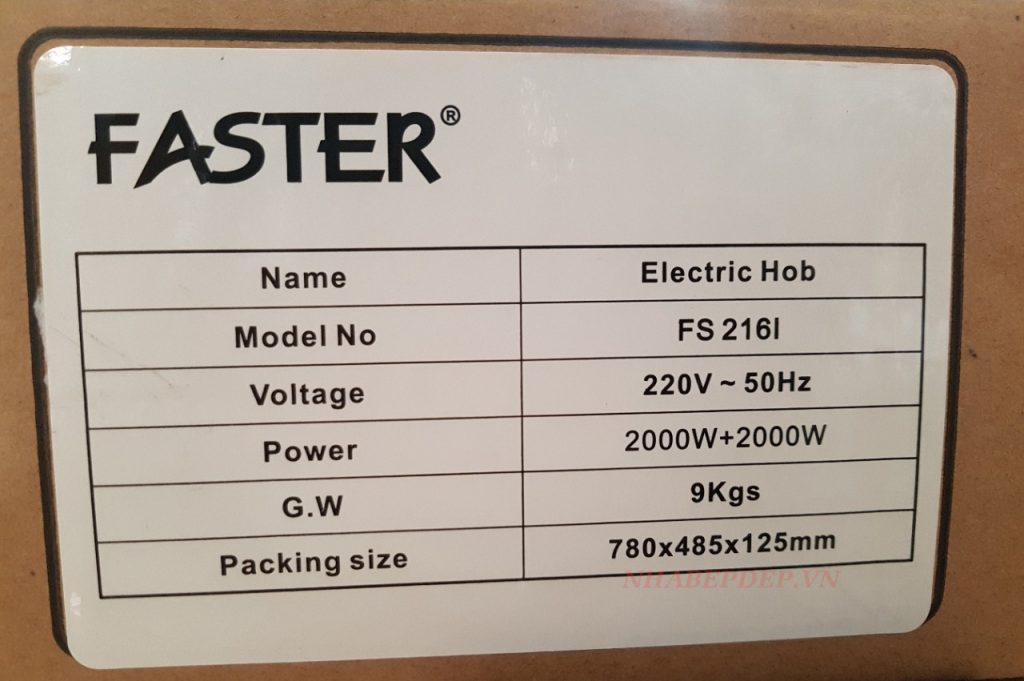 FASTER®
Name Electric Hob
Model No FS 216I
Voltage 220V ~ 50Hz
Power 2000W+2000W
G.W 9Kgs
Packing size 780x485x125mm
NHABEPDEP.VN